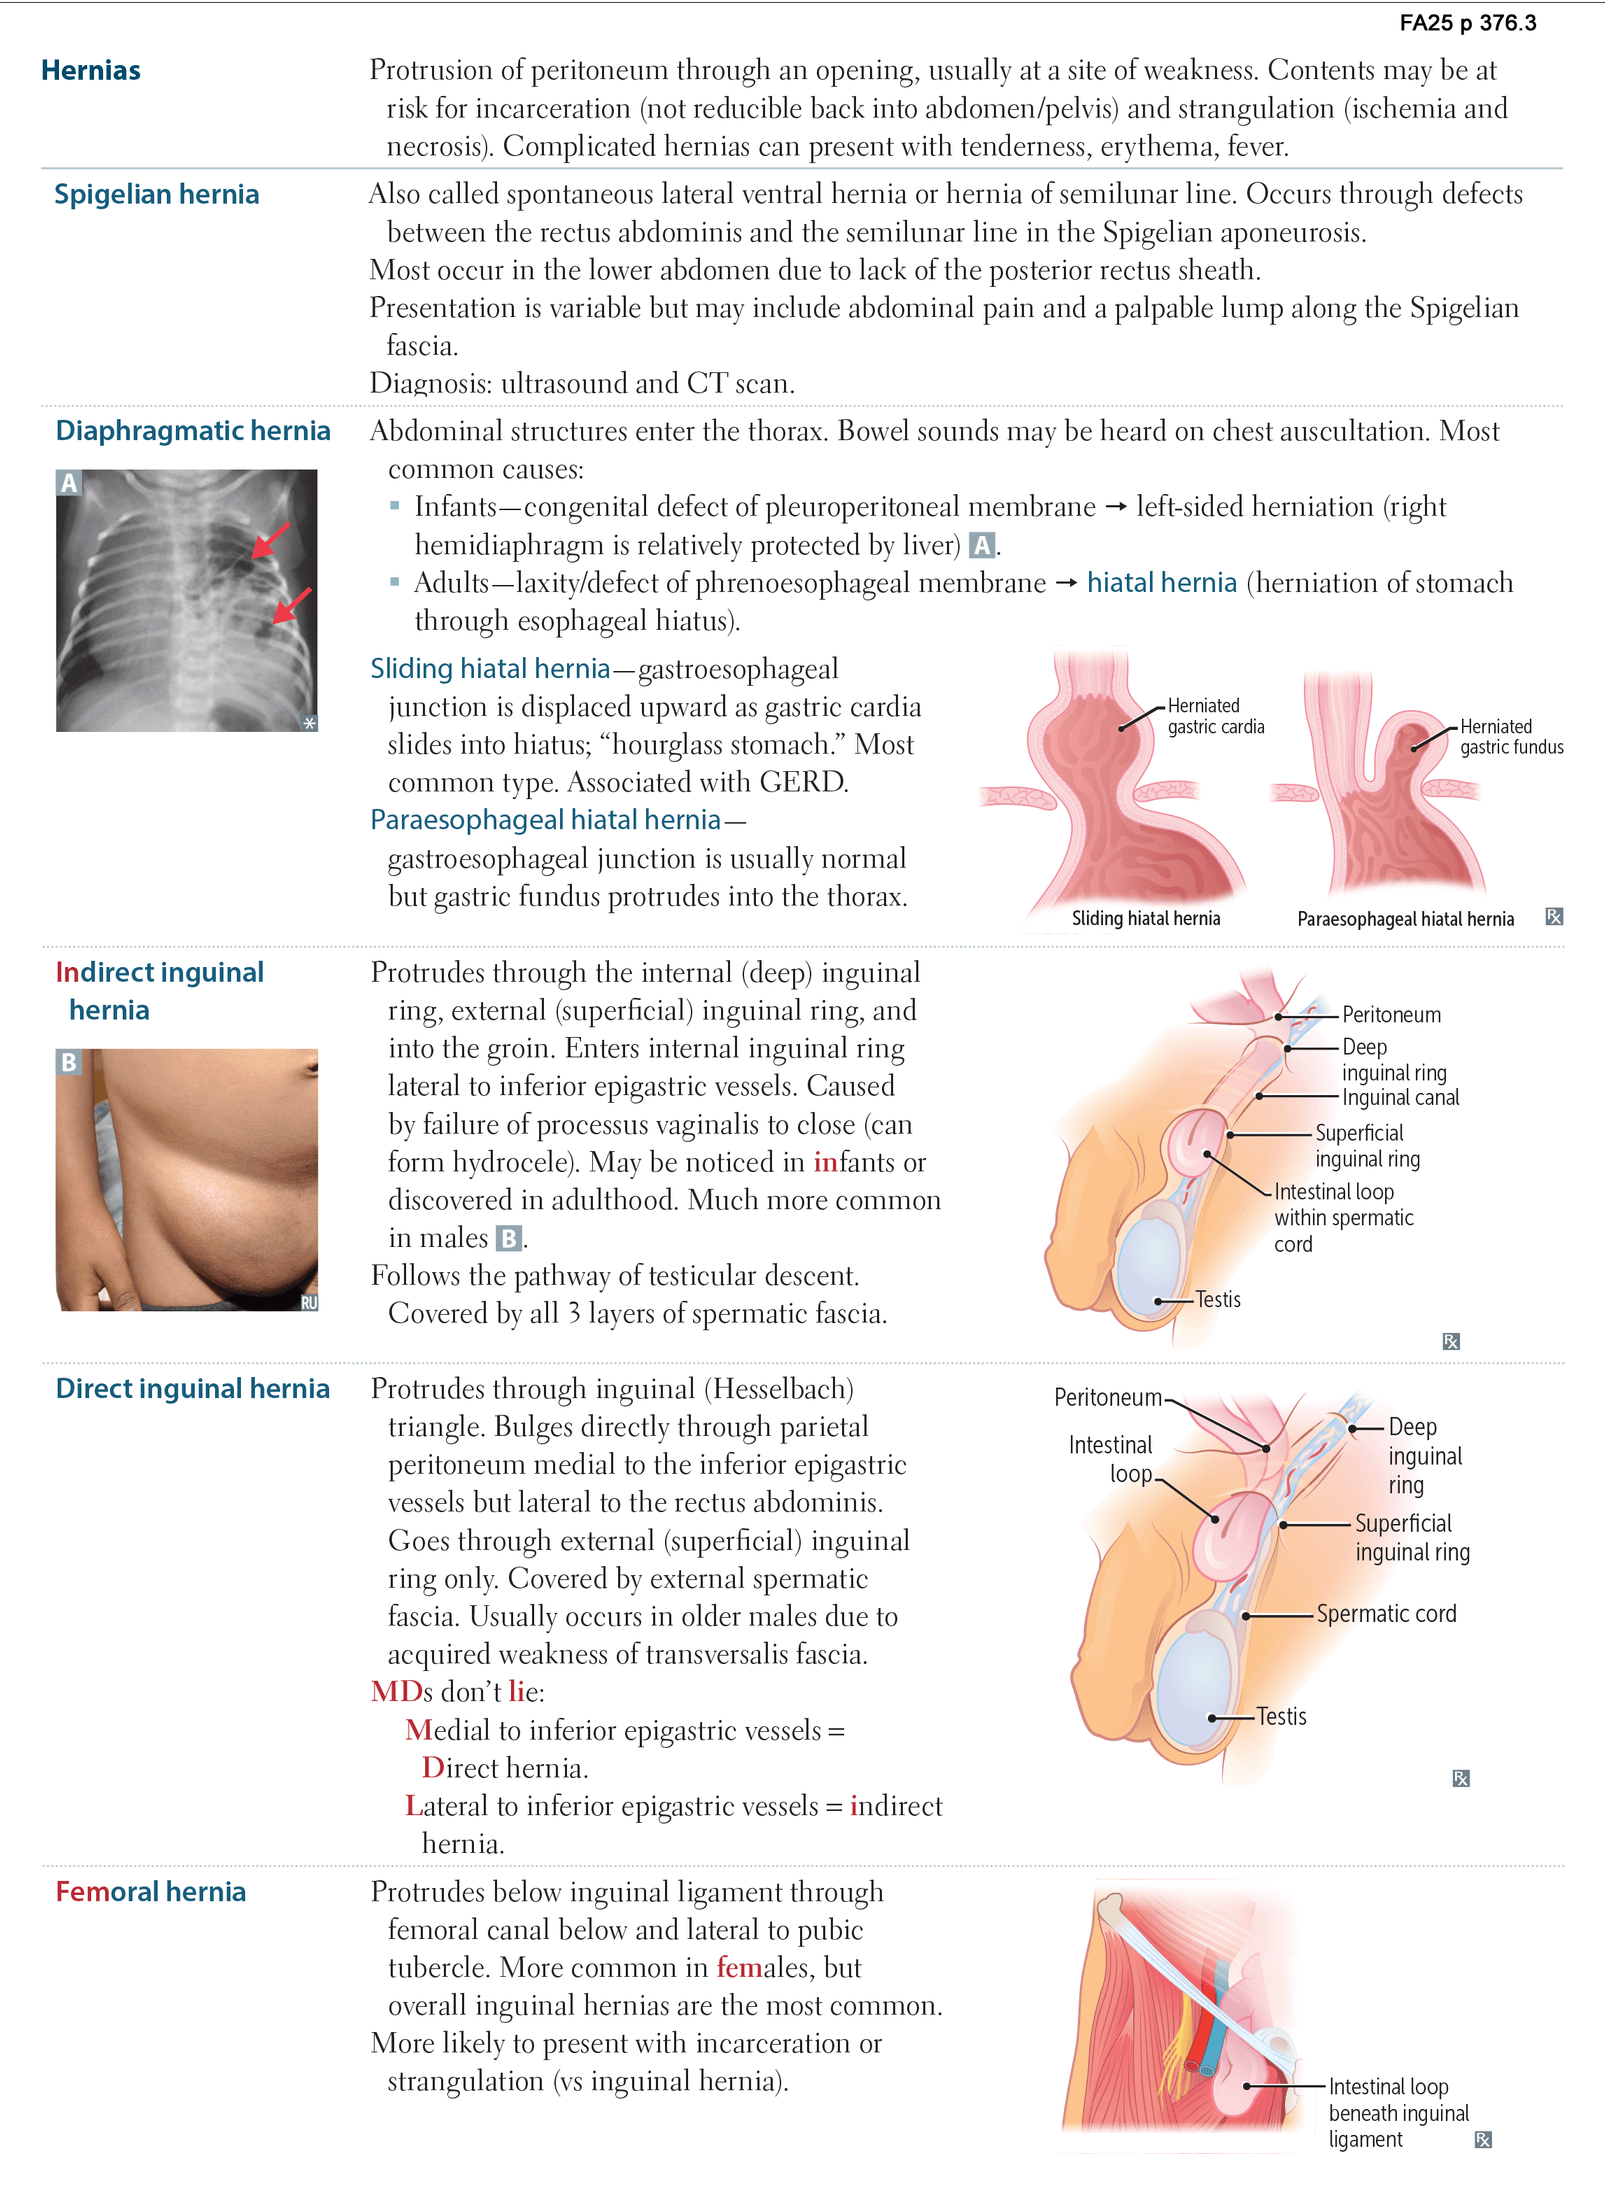 FA25 p 376.3
Hernias
Protrusion of peritoneum through an opening, usually at a site of weakness. Contents may be at
risk for incarceration (not reducible back into abdomen/pelvis) and strangulation (ischemia and
necrosis). Complicated hernias can present with tenderness, erythema, fever.
Spigelian hernia
Also called spontaneous lateral ventral hernia or hernia of semilunar line. Occurs through defects
between the rectus abdominis and the semilunar line in the Spigelian aponeurosis.
Most occur in the lower abdomen due to lack of the posterior rectus sheath.
Presentation is variable but may include abdominal pain and a palpable lump along the Spigelian
fascia.
Diagnosis: ultrasound and CT scan.
Diaphragmatic hernia
A
Abdominal structures enter the thorax. Bowel sounds may be heard on chest auscultation. Most
common causes:
▪ Infants—congenital defect of pleuroperitoneal membrane → left-sided herniation (right
hemidiaphragm is relatively protected by liver) A.
▪ Adults—laxity/defect of phrenoesophageal membrane → hiatal hernia (herniation of stomach
through esophageal hiatus).
Sliding hiatal hernia—gastroesophageal
junction is displaced upward as gastric cardia
slides into hiatus; “hourglass stomach.” Most
common type. Associated with GERD.
Paraesophageal hiatal hernia—
gastroesophageal junction is usually normal
but gastric fundus protrudes into the thorax.
Herniated
gastric cardia
Herniated
gastric fundus
Sliding hiatal hernia
Paraesophageal hiatal hernia
Rx
Indirect inguinal
hernia
B
RU
Protrudes through the internal (deep) inguinal
ring, external (superficial) inguinal ring, and
into the groin. Enters internal inguinal ring
lateral to inferior epigastric vessels. Caused
by failure of processus vaginalis to close (can
form hydrocele). May be noticed in infants or
discovered in adulthood. Much more common
in males B.
Follows the pathway of testicular descent.
Covered by all 3 layers of spermatic fascia.
Peritoneum
Deep
inguinal ring
Inguinal canal
Superficial
inguinal ring
Intestinal loop
within spermatic
cord
Testis
Rx
Direct inguinal hernia
Protrudes through inguinal (Hesselbach)
triangle. Bulges directly through parietal
peritoneum medial to the inferior epigastric
vessels but lateral to the rectus abdominis.
Goes through external (superficial) inguinal
ring only. Covered by external spermatic
fascia. Usually occurs in older males due to
acquired weakness of transversalis fascia.
MDs don’t lie:
Medial to inferior epigastric vessels =
Direct hernia.
Lateral to inferior epigastric vessels = indirect
hernia.
Peritoneum
Intestinal
loop
Deep
inguinal
ring
Superficial
inguinal ring
Spermatic cord
Testis
Rx
Femoral hernia
Protrudes below inguinal ligament through
femoral canal below and lateral to pubic
tubercle. More common in females, but
overall inguinal hernias are the most common.
More likely to present with incarceration or
strangulation (vs inguinal hernia).
Intestinal loop
beneath inguinal
ligament
Rx